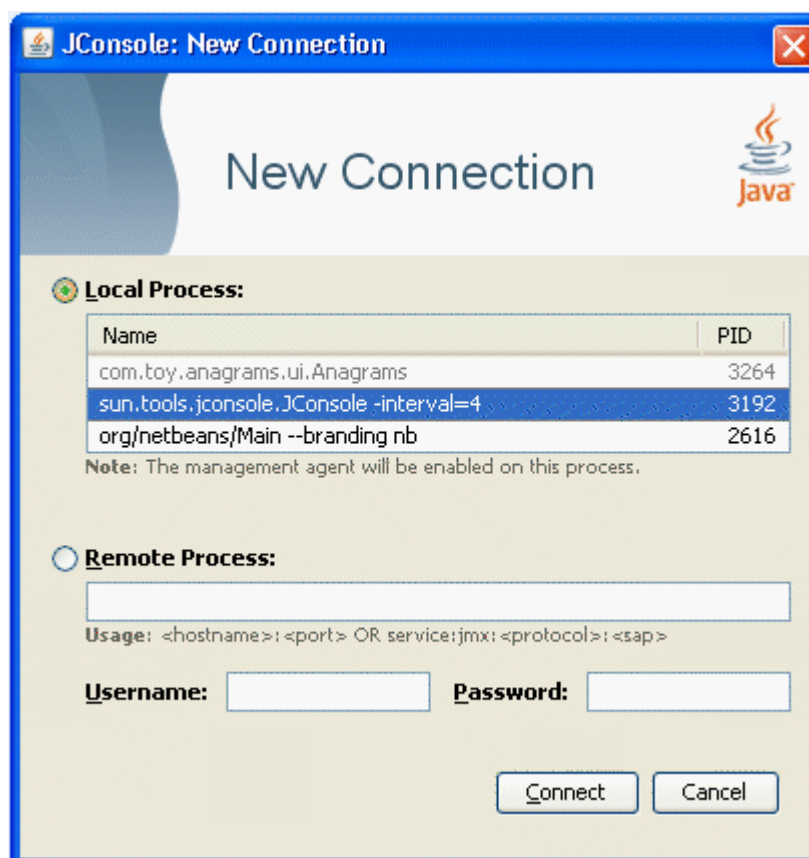 JConsole: New Connection
New Connection
Java
Local Process:
Name PID
com.toy.anagrams.ui.Anagrams 3264
sun.tools.jconsole.JConsole -interval=4 3192
org/netbeans/Main --branding nb 2616
Note: The management agent will be enabled on this process.
Remote Process:
Usage: <hostname>:<port> OR service:jmx:<protocol>:<sap>
Username: Password:
Connect Cancel